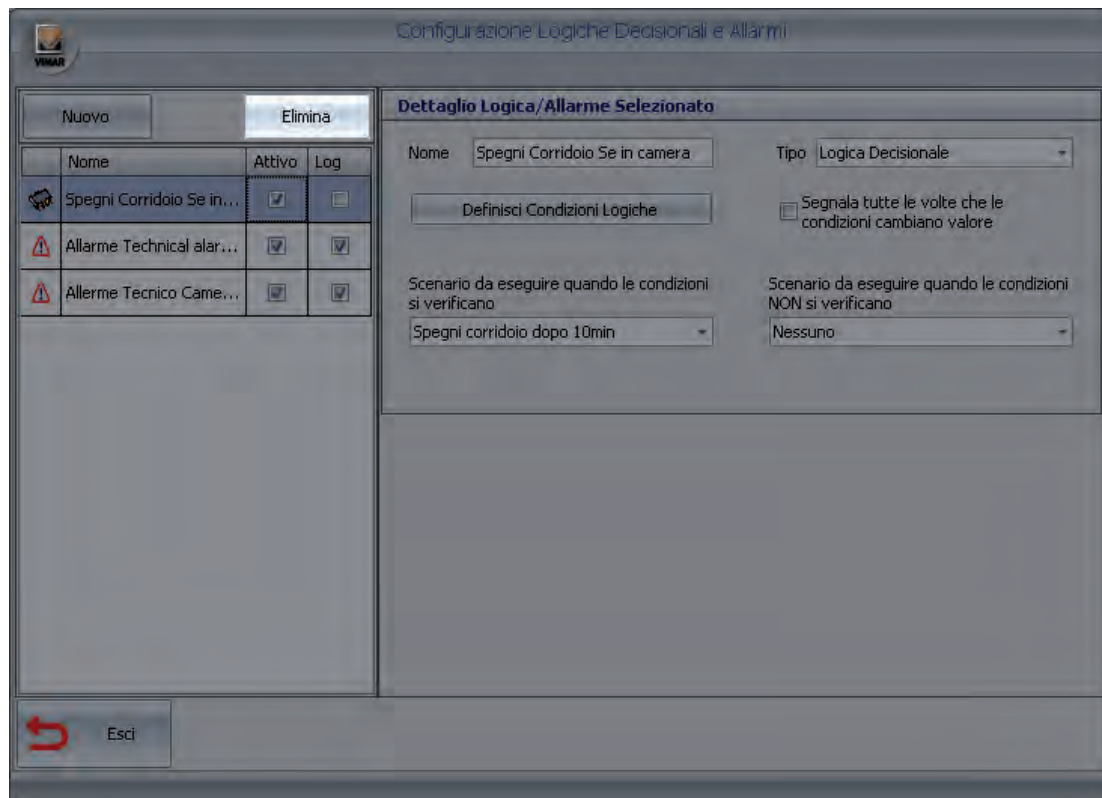 Configurazione Logiche Decisionali e Allarmi
VIMAR
Nuovo
Elimina
Nome
Attivo
Log
Spegni Corridoio Se in...
Allarme Technical alar...
Allerme Tecnico Came...
Dettaglio Logica/Allarme Selezionato
Nome
Spegni Corridoio Se in camera
Tipo
Logica Decisionale
Definisci Condizioni Logiche
Segnala tutte le volte che le
condizioni cambiano valore
Scenario da eseguire quando le condizioni
si verificano
Spegni corridoio dopo 10min
Scenario da eseguire quando le condizioni
NON si verificano
Nessuno
Esci